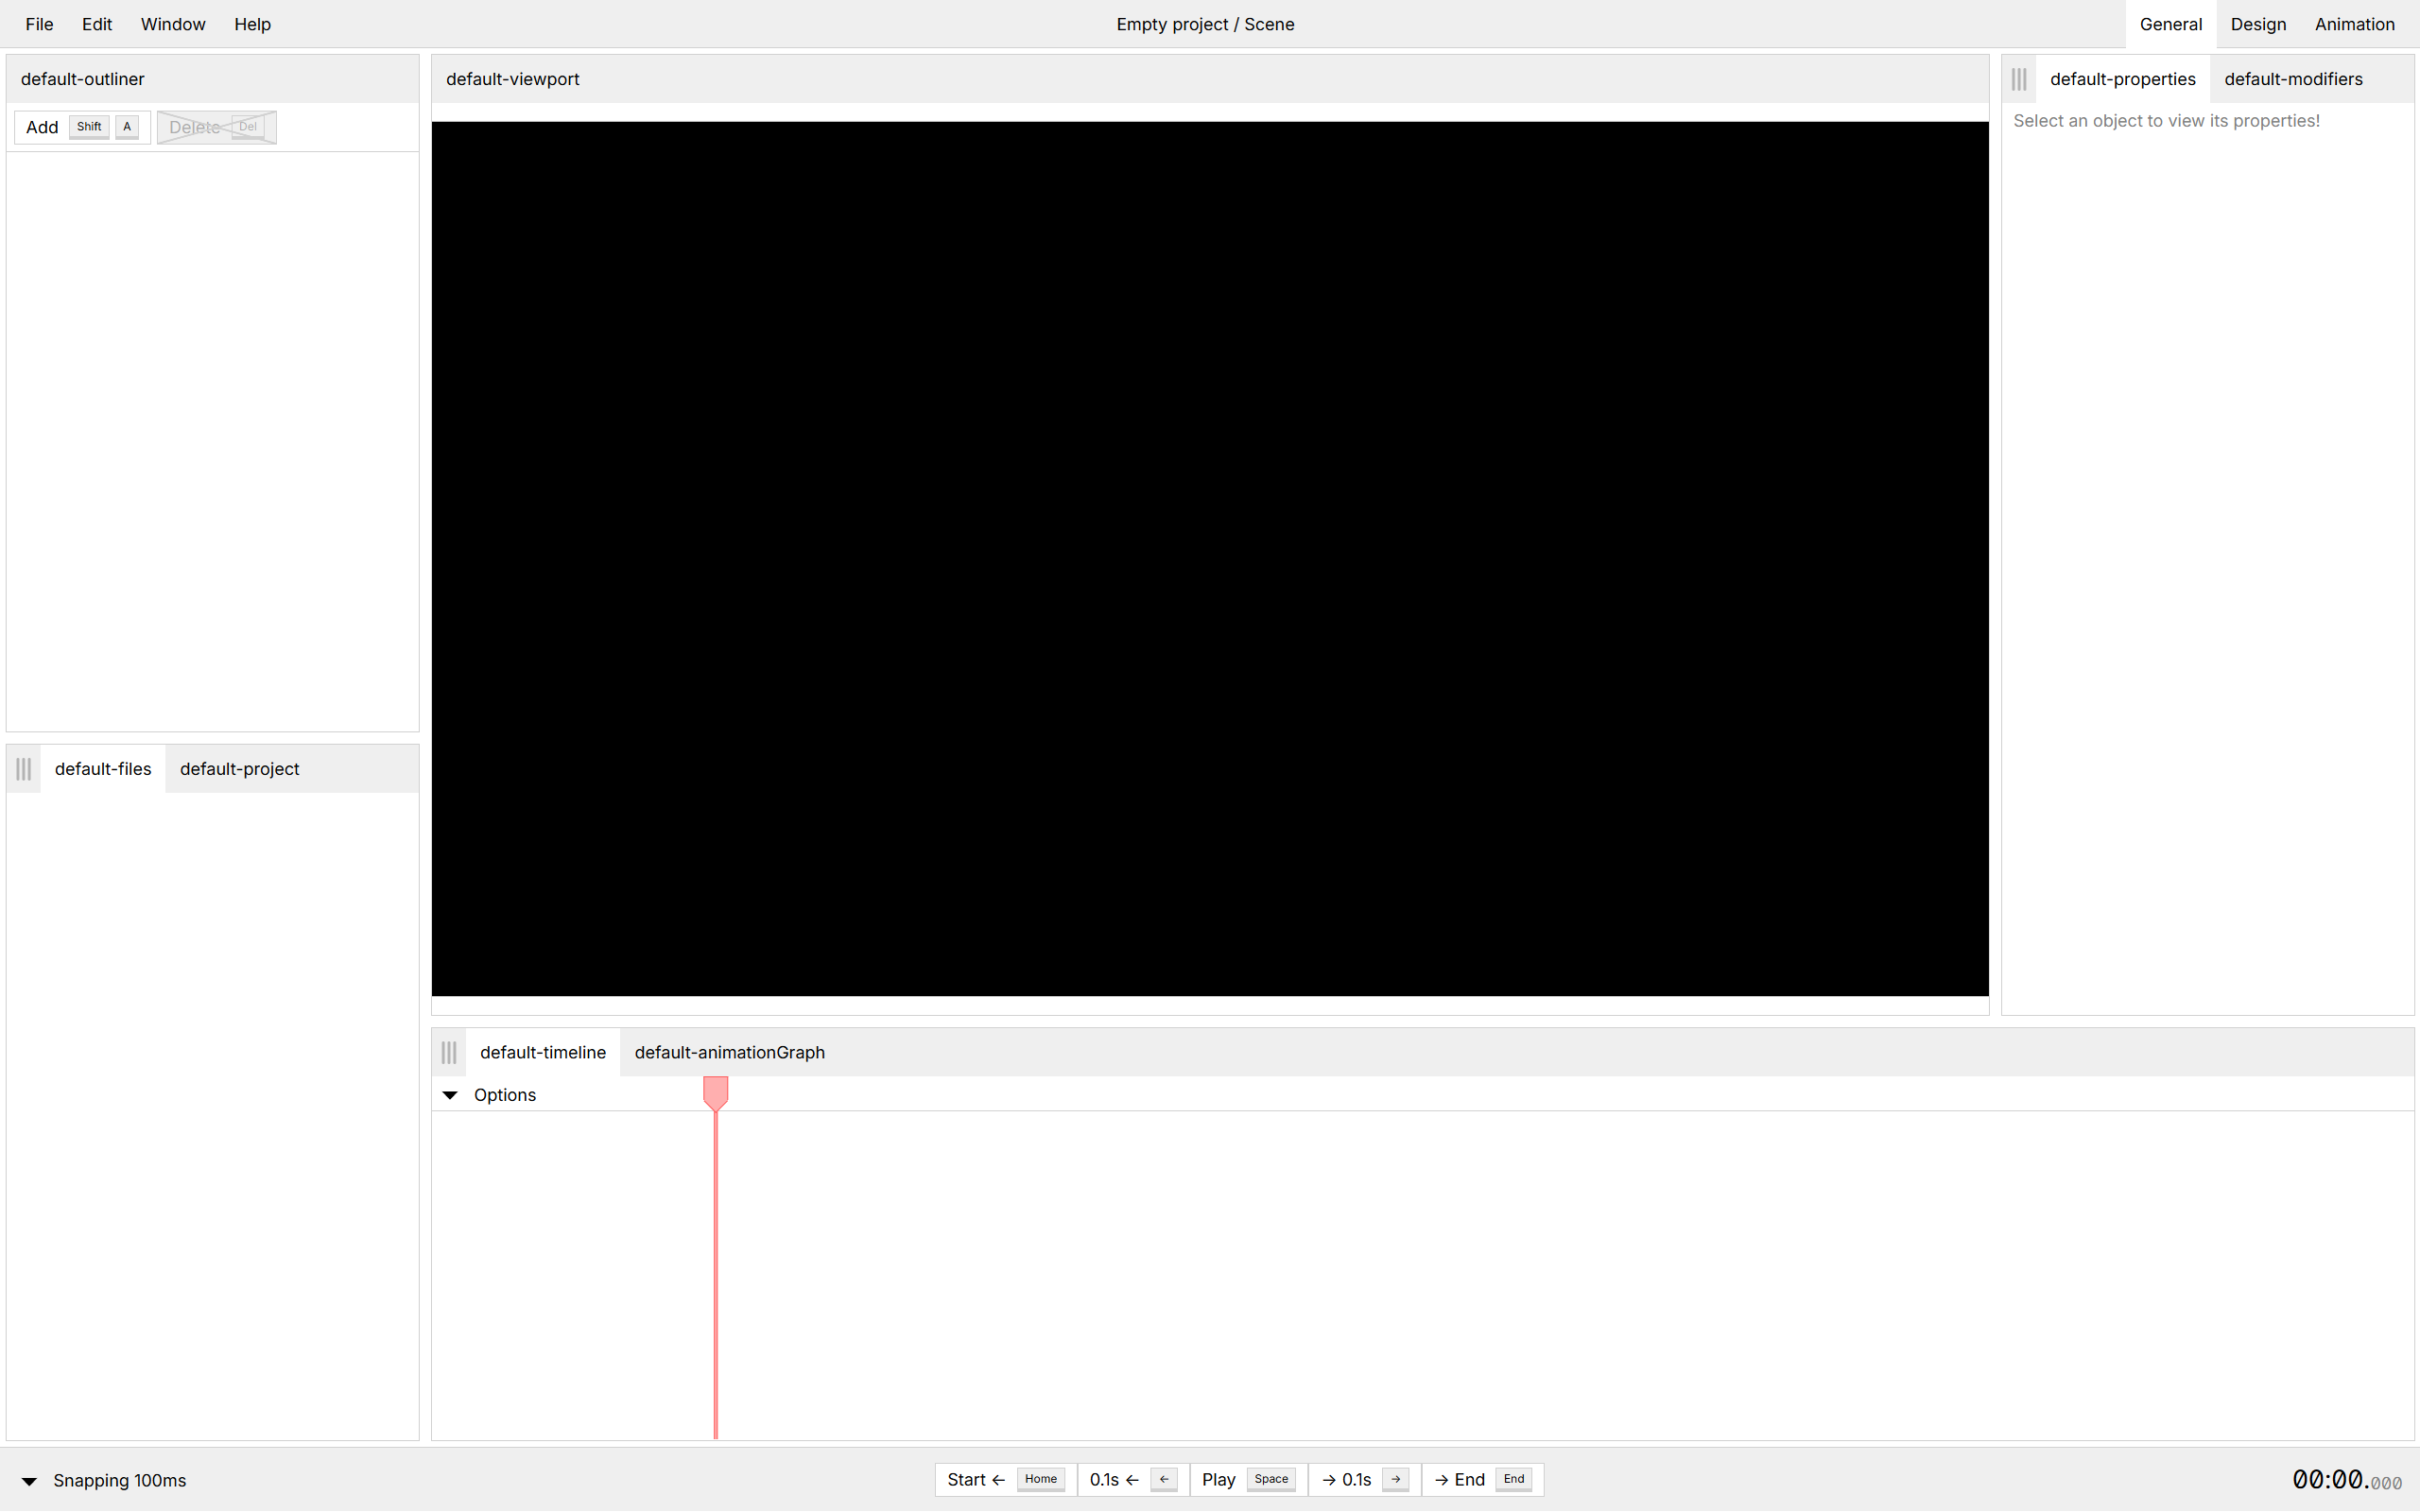 File Edit Window Help Empty project / Scene General Design Animation
default-outliner
Add Shift A Delete Del
default-viewport
default-properties default-modifiers
Select an object to view its properties!
default-files default-project
default-timeline default-animationGraph
Options
Snapping 100ms
Start ← Home 0.1s ← ← Play Space → 0.1s → → End End
00:00.000